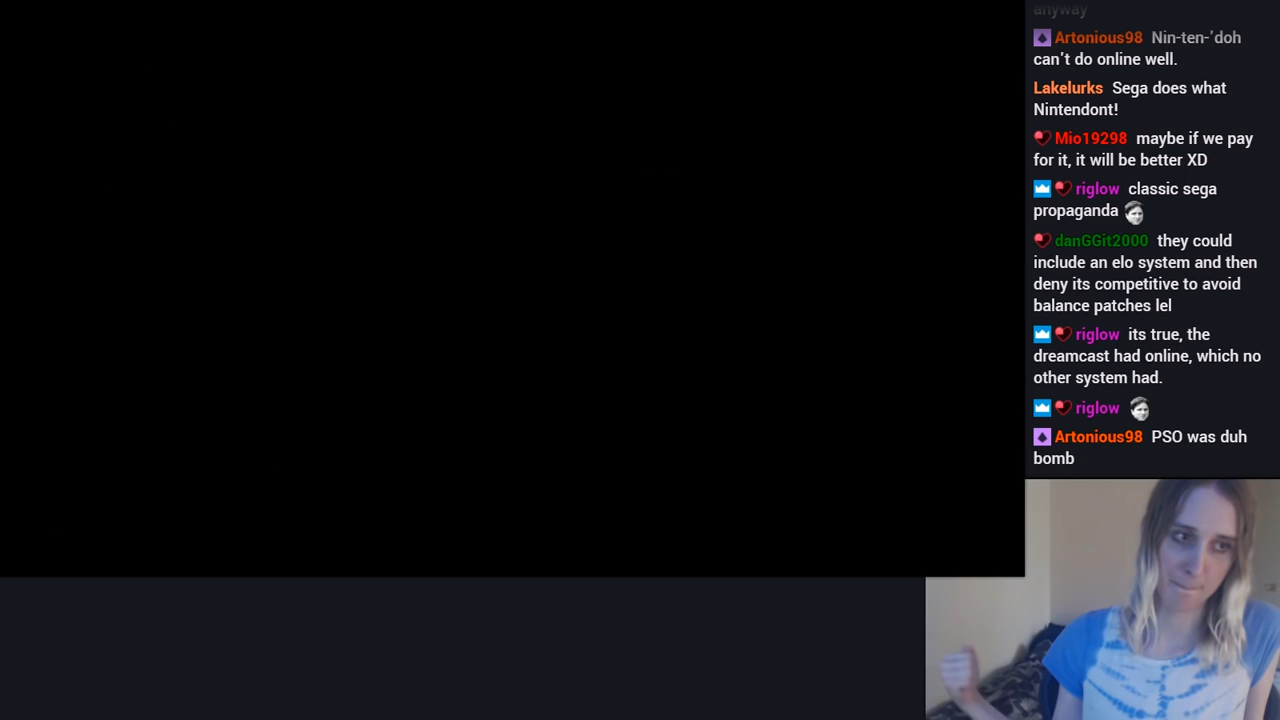 anyway
Artonious98 Nin-ten-'doh
can't do online well.
Lakelurks Sega does what
Nintendont!
Mio19298 maybe if we pay
for it, it will be better XD
riglow classic sega
propaganda
danGGit2000 they could
include an elo system and then
deny its competitive to avoid
balance patches lel
riglow its true, the
dreamcast had online, which no
other system had.
riglow
Artonious98 PSO was duh
bomb